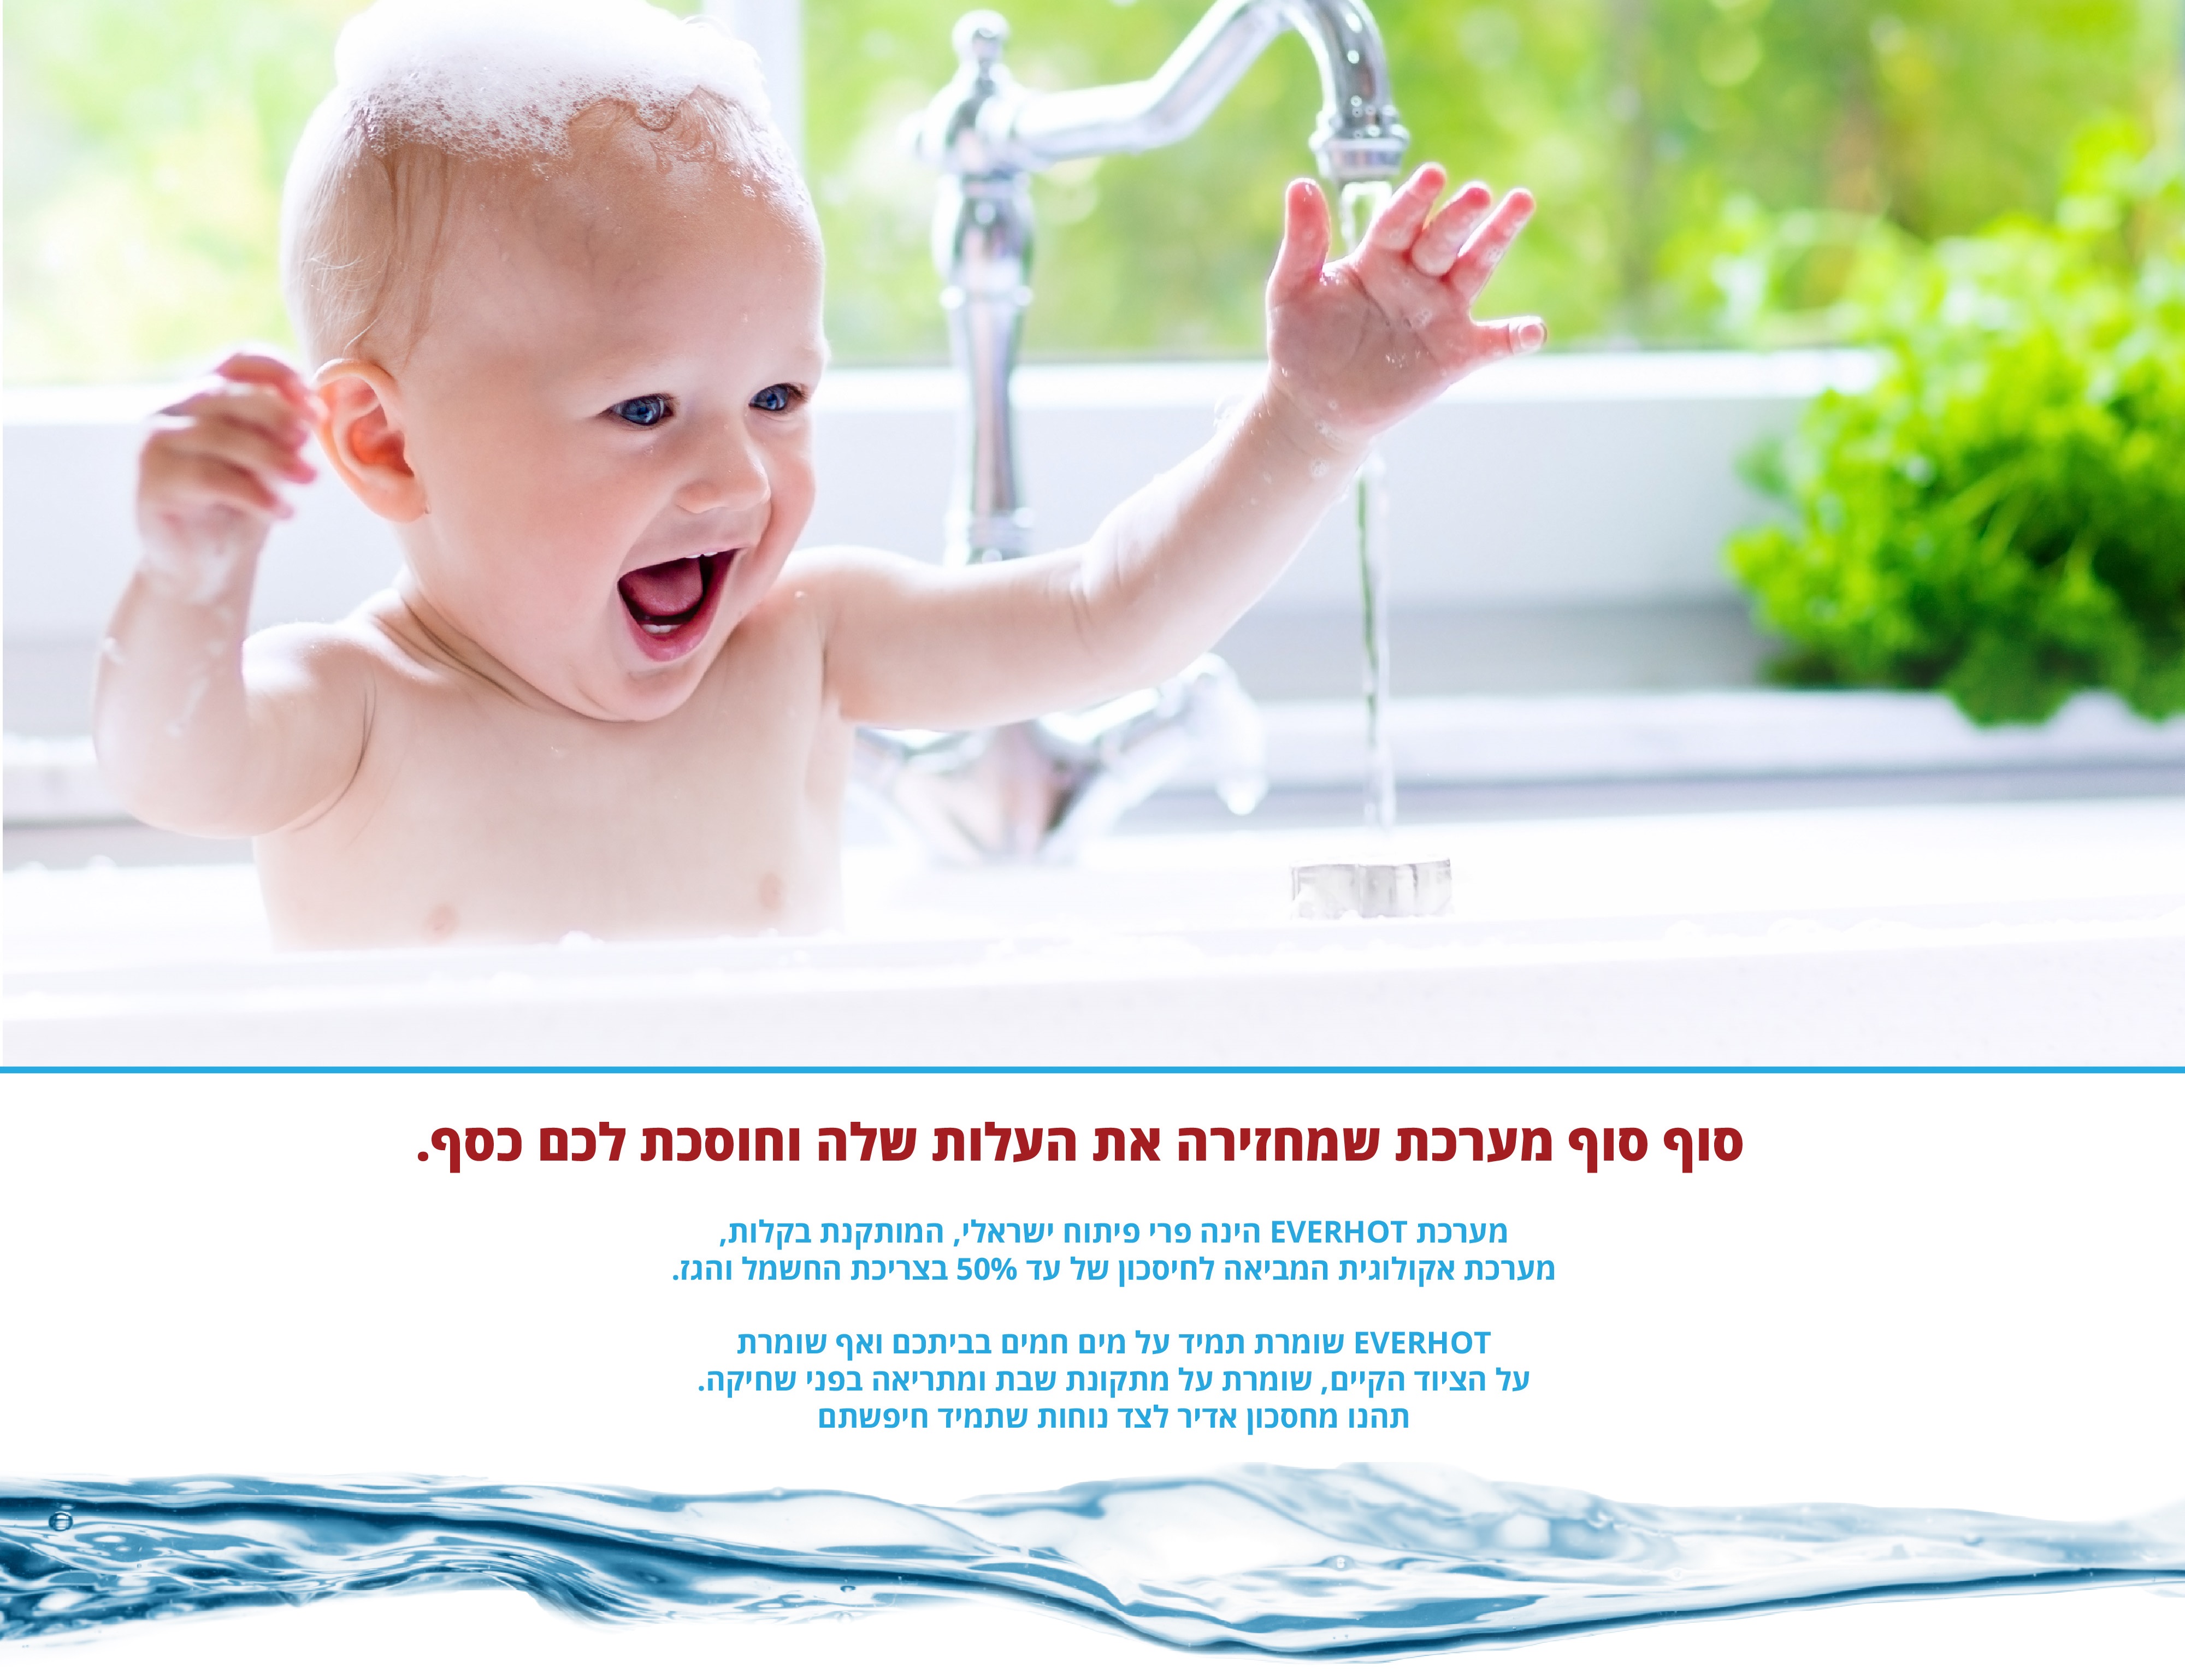 סוף סוף מערכת שמחזירה את העלות שלה וחוסכת לכם כסף.
מערכת EVERHOT הינה פרי פיתוח ישראלי, המותקנת בקלות,
מערכת אקולוגית המביאה לחיסכון של עד 50% בצריכת החשמל והגז.
EVERHOT שומרת תמיד על מים חמים בביתכם ואף שומרת
על הציוד הקיים, שומרת על מתקונת שבת ומתריאה בפני שחיקה.
תהנו מחסכון אדיר לצד נוחות שתמיד חיפשתם